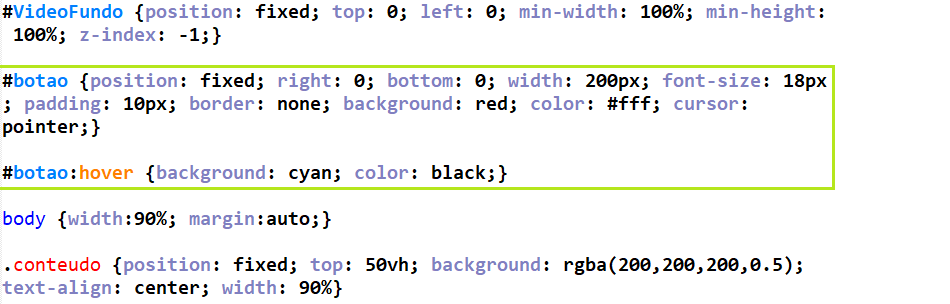 #VideoFundo {position: fixed; top: 0; left: 0; min-width: 100%; min-height:
100%; z-index: -1;}
#botao {position: fixed; right: 0; bottom: 0; width: 200px; font-size: 18px
; padding: 10px; border: none; background: red; color: #fff; cursor:
pointer;}
#botao:hover {background: cyan; color: black;}
body {width:90%; margin:auto;}
.conteudo {position: fixed; top: 50vh; background: rgba(200,200,200,0.5);
text-align: center; width: 90%}